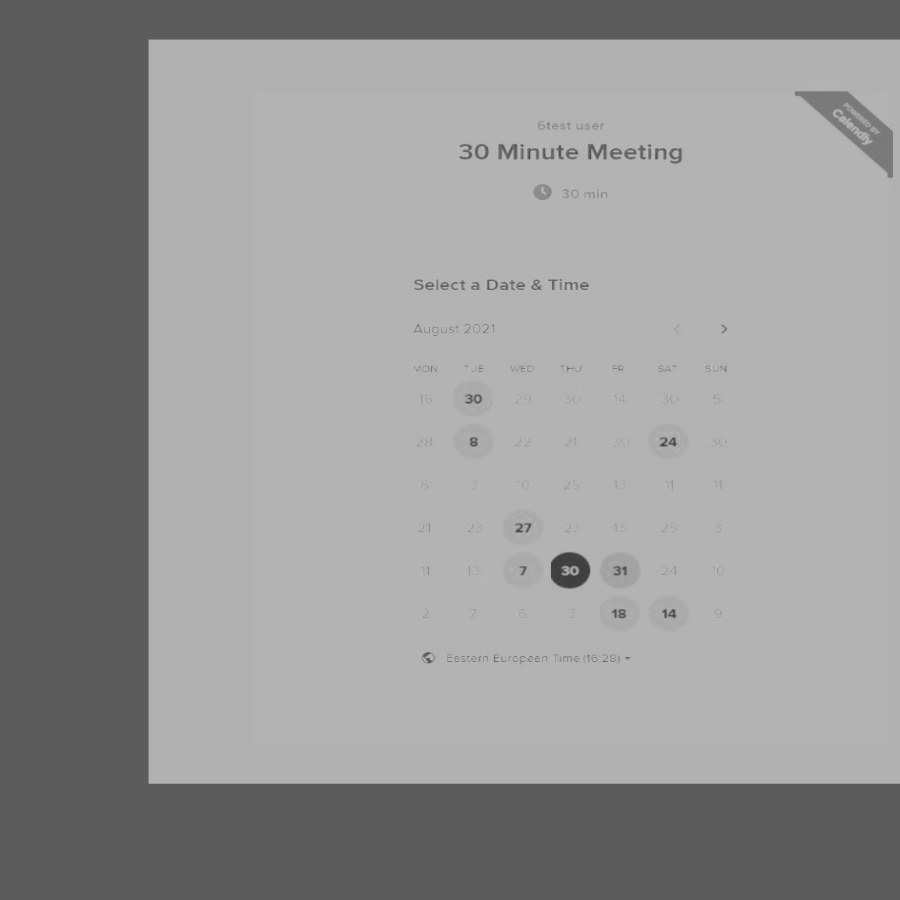 POWERED BY
Calendly
6test user
30 Minute Meeting
30 min
Select a Date & Time
August 2021
MON TUE WED THU FR SAT SUN
16 30 29 30 14 30 5
28 8 22 21 30 24 30
6 3 10 25 13 11 11
21 23 27 23 13 25 3
11 13 7 30 31 24 16
2 7 6 3 18 14 9
Eastern European Time (16:28)